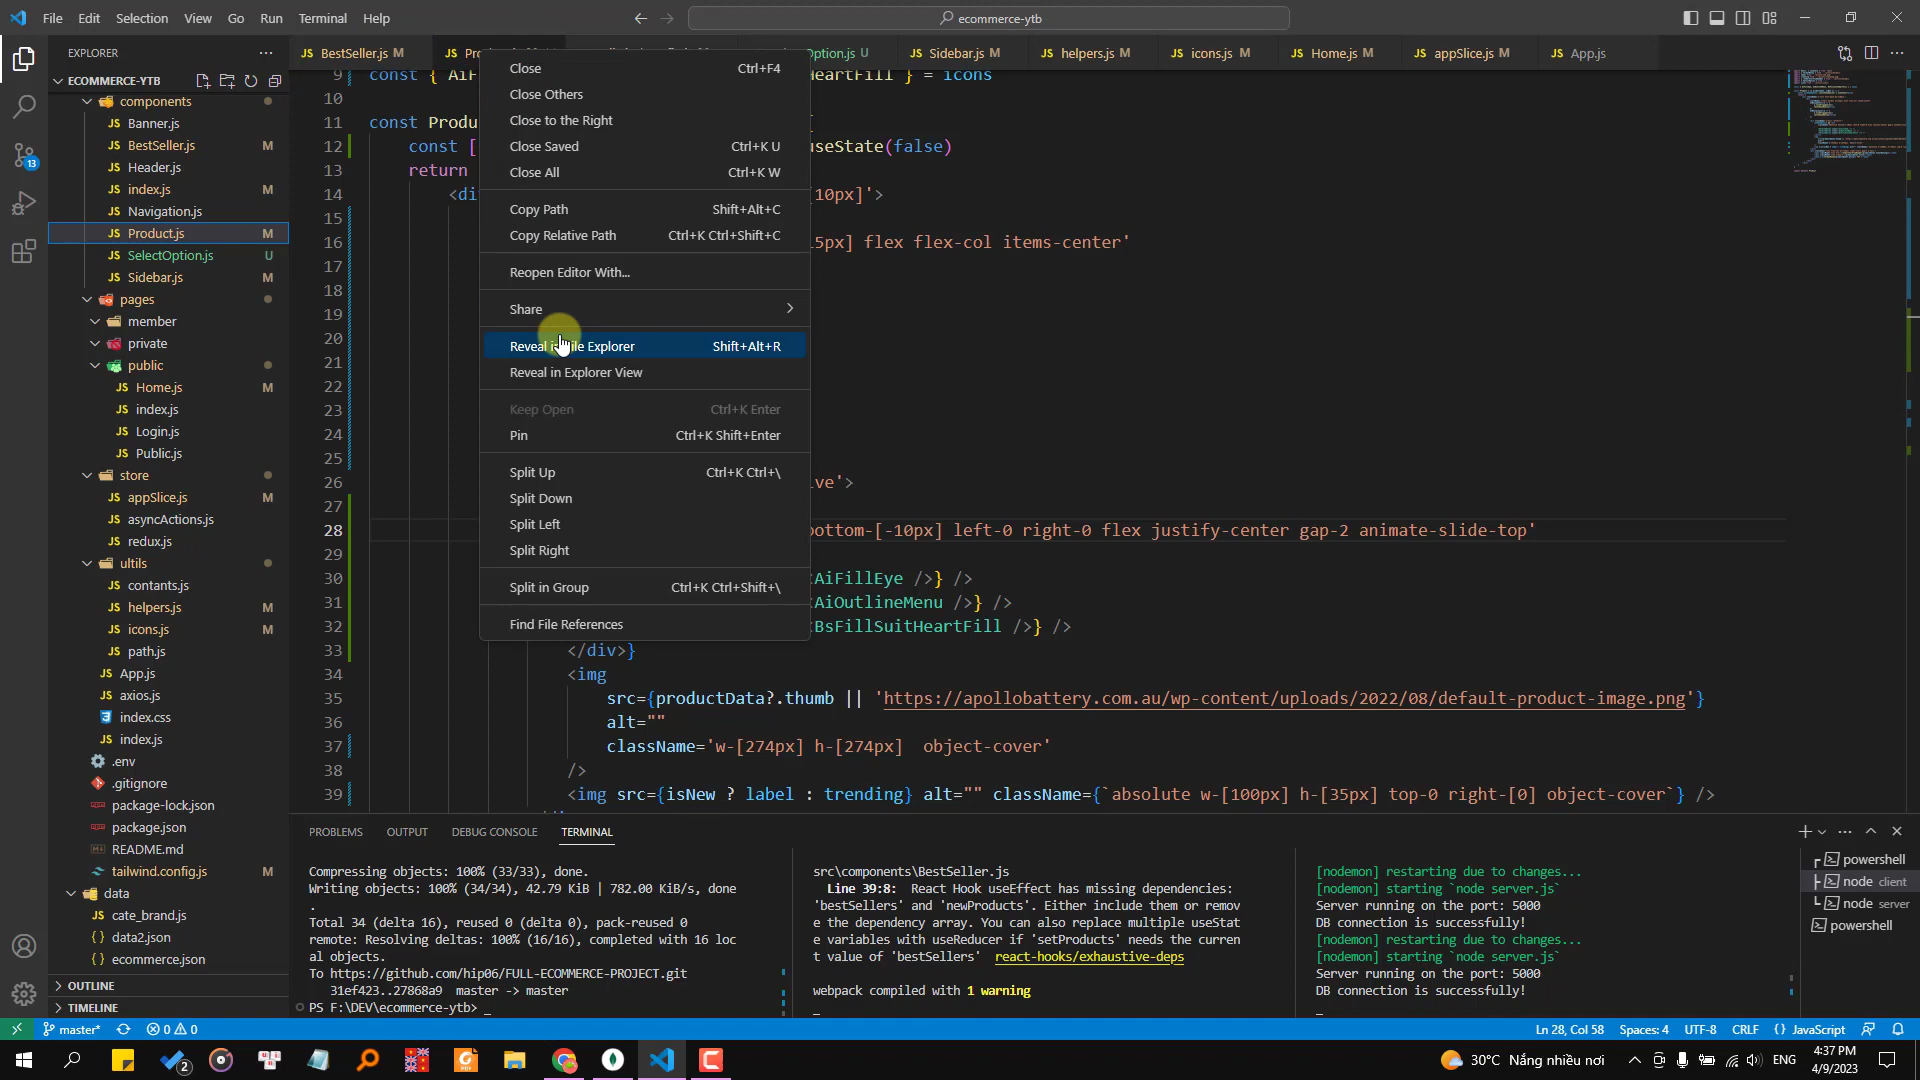 File Edit Selection View Go Run Terminal Help
ecommerce-ytb
EXPLORER
BestSeller.js M
Option.js U
Sidebar.js M
helpers.js M
icons.js M
Home.js M
appSlice.js M
App.js
ECOMMERCE-YTB
components
Banner.js
BestSeller.js M
Header.js
index.js M
Navigation.js
Product.js M
SelectOption.js U
Sidebar.js M
pages
member
private
public
Home.js M
index.js
Login.js
Public.js
store
appSlice.js M
asyncActions.js
redux.js
ultils
contants.js
helpers.js M
icons.js M
path.js
App.js
axios.js
index.css
index.js
.env
.gitignore
package-lock.json
package.json
README.md
tailwind.config.js M
data
cate_brand.js
data2.json
ecommerce.json
OUTLINE
TIMELINE
13
Close Ctrl+F4
Close Others
Close to the Right
Close Saved Ctrl+K U
Close All Ctrl+K W
Copy Path Shift+Alt+C
Copy Relative Path Ctrl+K Ctrl+Shift+C
Reopen Editor With...
Share
Reveal in File Explorer Shift+Alt+R
Reveal in Explorer View
Keep Open Ctrl+K Enter
Pin Ctrl+K Shift+Enter
Split Up Ctrl+K Ctrl+\
Split Down
Split Left
Split Right
Split in Group Ctrl+K Ctrl+Shift+\
Find File References
9 const { AiF
eartFill } = icons
10
11 const Produ
12 const [
useState(false)
13 return
14 <di
10px]'>
15
16 5px] flex flex-col items-center'
17
18
19
20
21
22
23
24
25
26 ve'>
27
28 bottom-[-10px] left-0 right-0 flex justify-center gap-2 animate-slide-top'
29
30 AiFillEye />} />
31 AiOutlineMenu />} />
32 BsFillSuitHeartFill />} />
33 </div>}
34 <img
35 src={productData?.thumb || 'https://apollobattery.com.au/wp-content/uploads/2022/08/default-product-image.png'}
36 alt=""
37 className='w-[274px] h-[274px]  object-cover'
38 />
39 <img src={isNew ? label : trending} alt="" className={`absolute w-[100px] h-[35px] top-0 right-[0] object-cover`} />
PROBLEMS OUTPUT DEBUG CONSOLE TERMINAL
Compressing objects: 100% (33/33), done.
Writing objects: 100% (34/34), 42.79 KiB | 782.00 KiB/s, done
.
Total 34 (delta 16), reused 0 (delta 0), pack-reused 0
remote: Resolving deltas: 100% (16/16), completed with 16 loc
al objects.
To https://github.com/hip06/FULL-ECOMMERCE-PROJECT.git
31ef423..27868a9  master -> master
PS F:\DEV\ecommerce-ytb>
src\components\BestSeller.js
Line 39:8:  React Hook useEffect has missing dependencies:
'bestSellers' and 'newProducts'. Either include them or remov
e the dependency array. You can also replace multiple useStat
e variables with useReducer if 'setProducts' needs the curren
t value of 'bestSellers'  react-hooks/exhaustive-deps
webpack compiled with 1 warning
[nodemon] restarting due to changes...
[nodemon] starting `node server.js`
Server running on the port: 5000
DB connection is successfully!
[nodemon] restarting due to changes...
[nodemon] starting `node server.js`
Server running on the port: 5000
DB connection is successfully!
powershell
node client
node server
powershell
master* 0 0
Ln 28, Col 58 Spaces: 4 UTF-8 CRLF JavaScript
2
30°C Nắng nhiều nơi
ENG
4:37 PM
4/9/2023